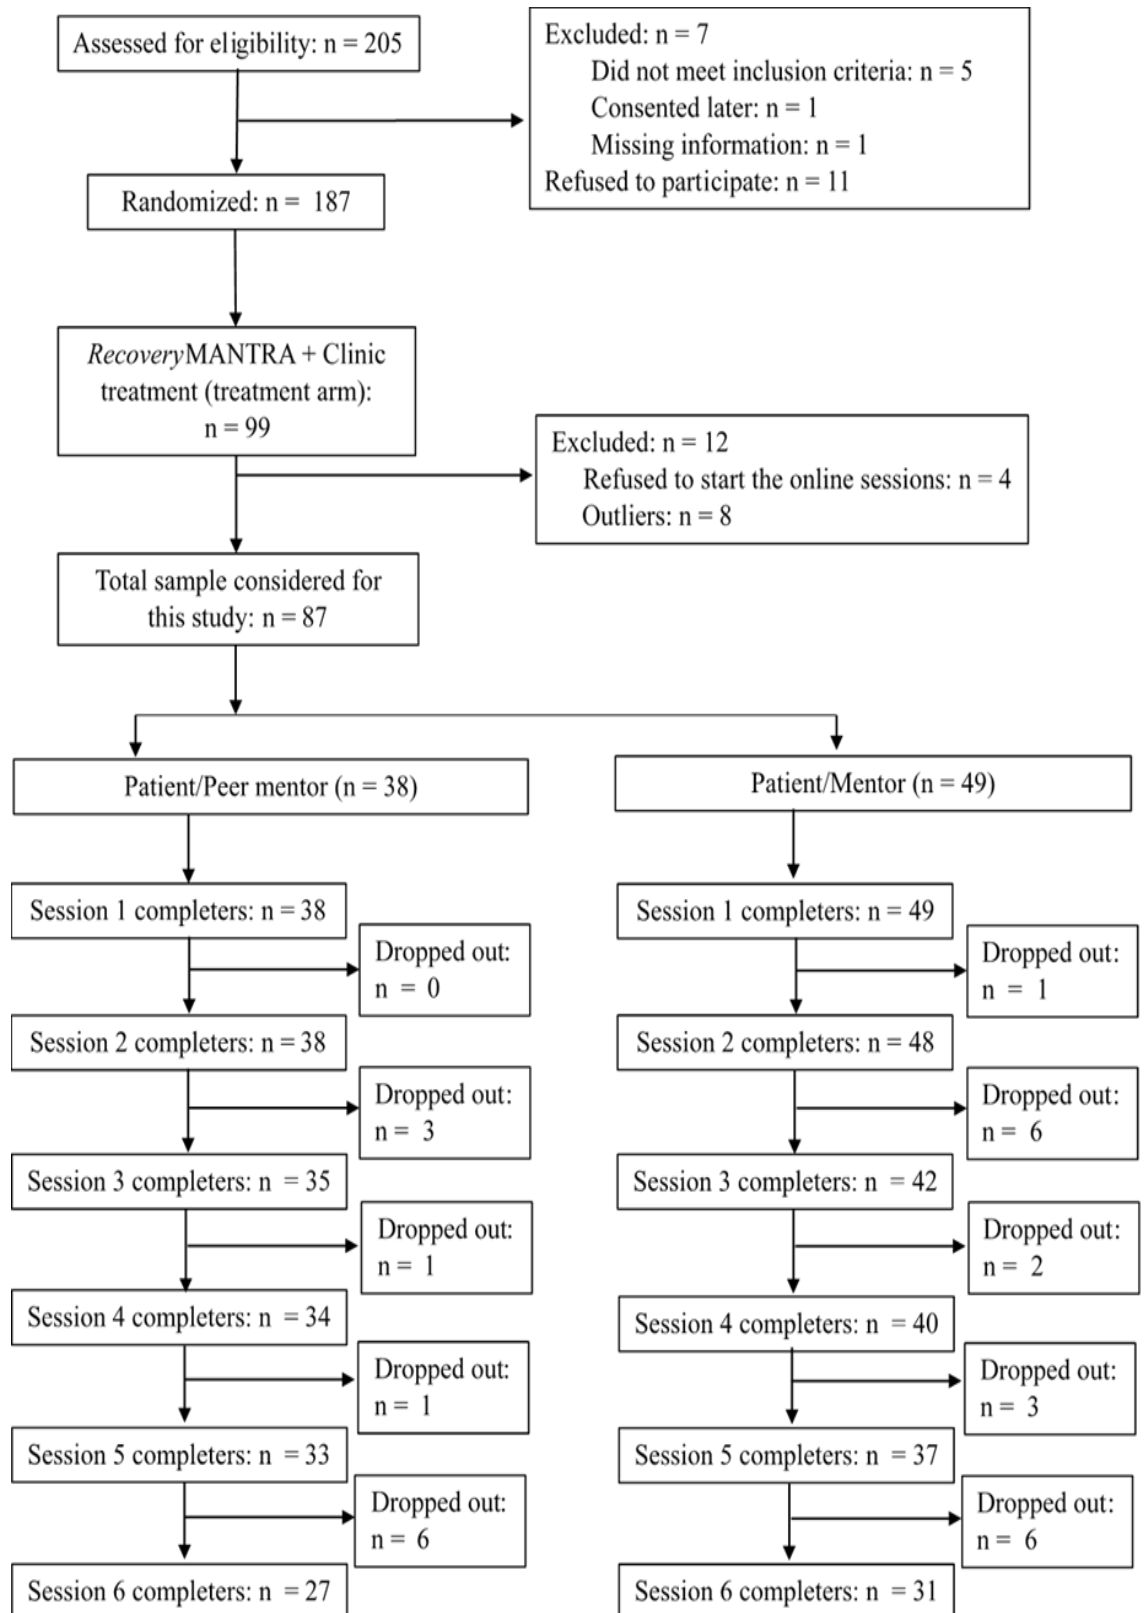 Assessed for eligibility: n = 205
Excluded: n = 7
Did not meet inclusion criteria: n = 5
Consented later: n = 1
Missing information: n = 1
Refused to participate: n = 11
Randomized: n = 187
RecoveryMANTRA + Clinic
treatment (treatment arm):
n = 99
Excluded: n = 12
Refused to start the online sessions: n = 4
Outliers: n = 8
Total sample considered for
this study: n = 87
Patient/Peer mentor (n = 38)
Session 1 completers: n = 38
Dropped out:
n = 0
Session 2 completers: n = 38
Dropped out:
n = 3
Session 3 completers: n = 35
Dropped out:
n = 1
Session 4 completers: n = 34
Dropped out:
n = 1
Session 5 completers: n = 33
Dropped out:
n = 6
Session 6 completers: n = 27
Patient/Mentor (n = 49)
Session 1 completers: n = 49
Dropped out:
n = 1
Session 2 completers: n = 48
Dropped out:
n = 6
Session 3 completers: n = 42
Dropped out:
n = 2
Session 4 completers: n = 40
Dropped out:
n = 3
Session 5 completers: n = 37
Dropped out:
n = 6
Session 6 completers: n = 31